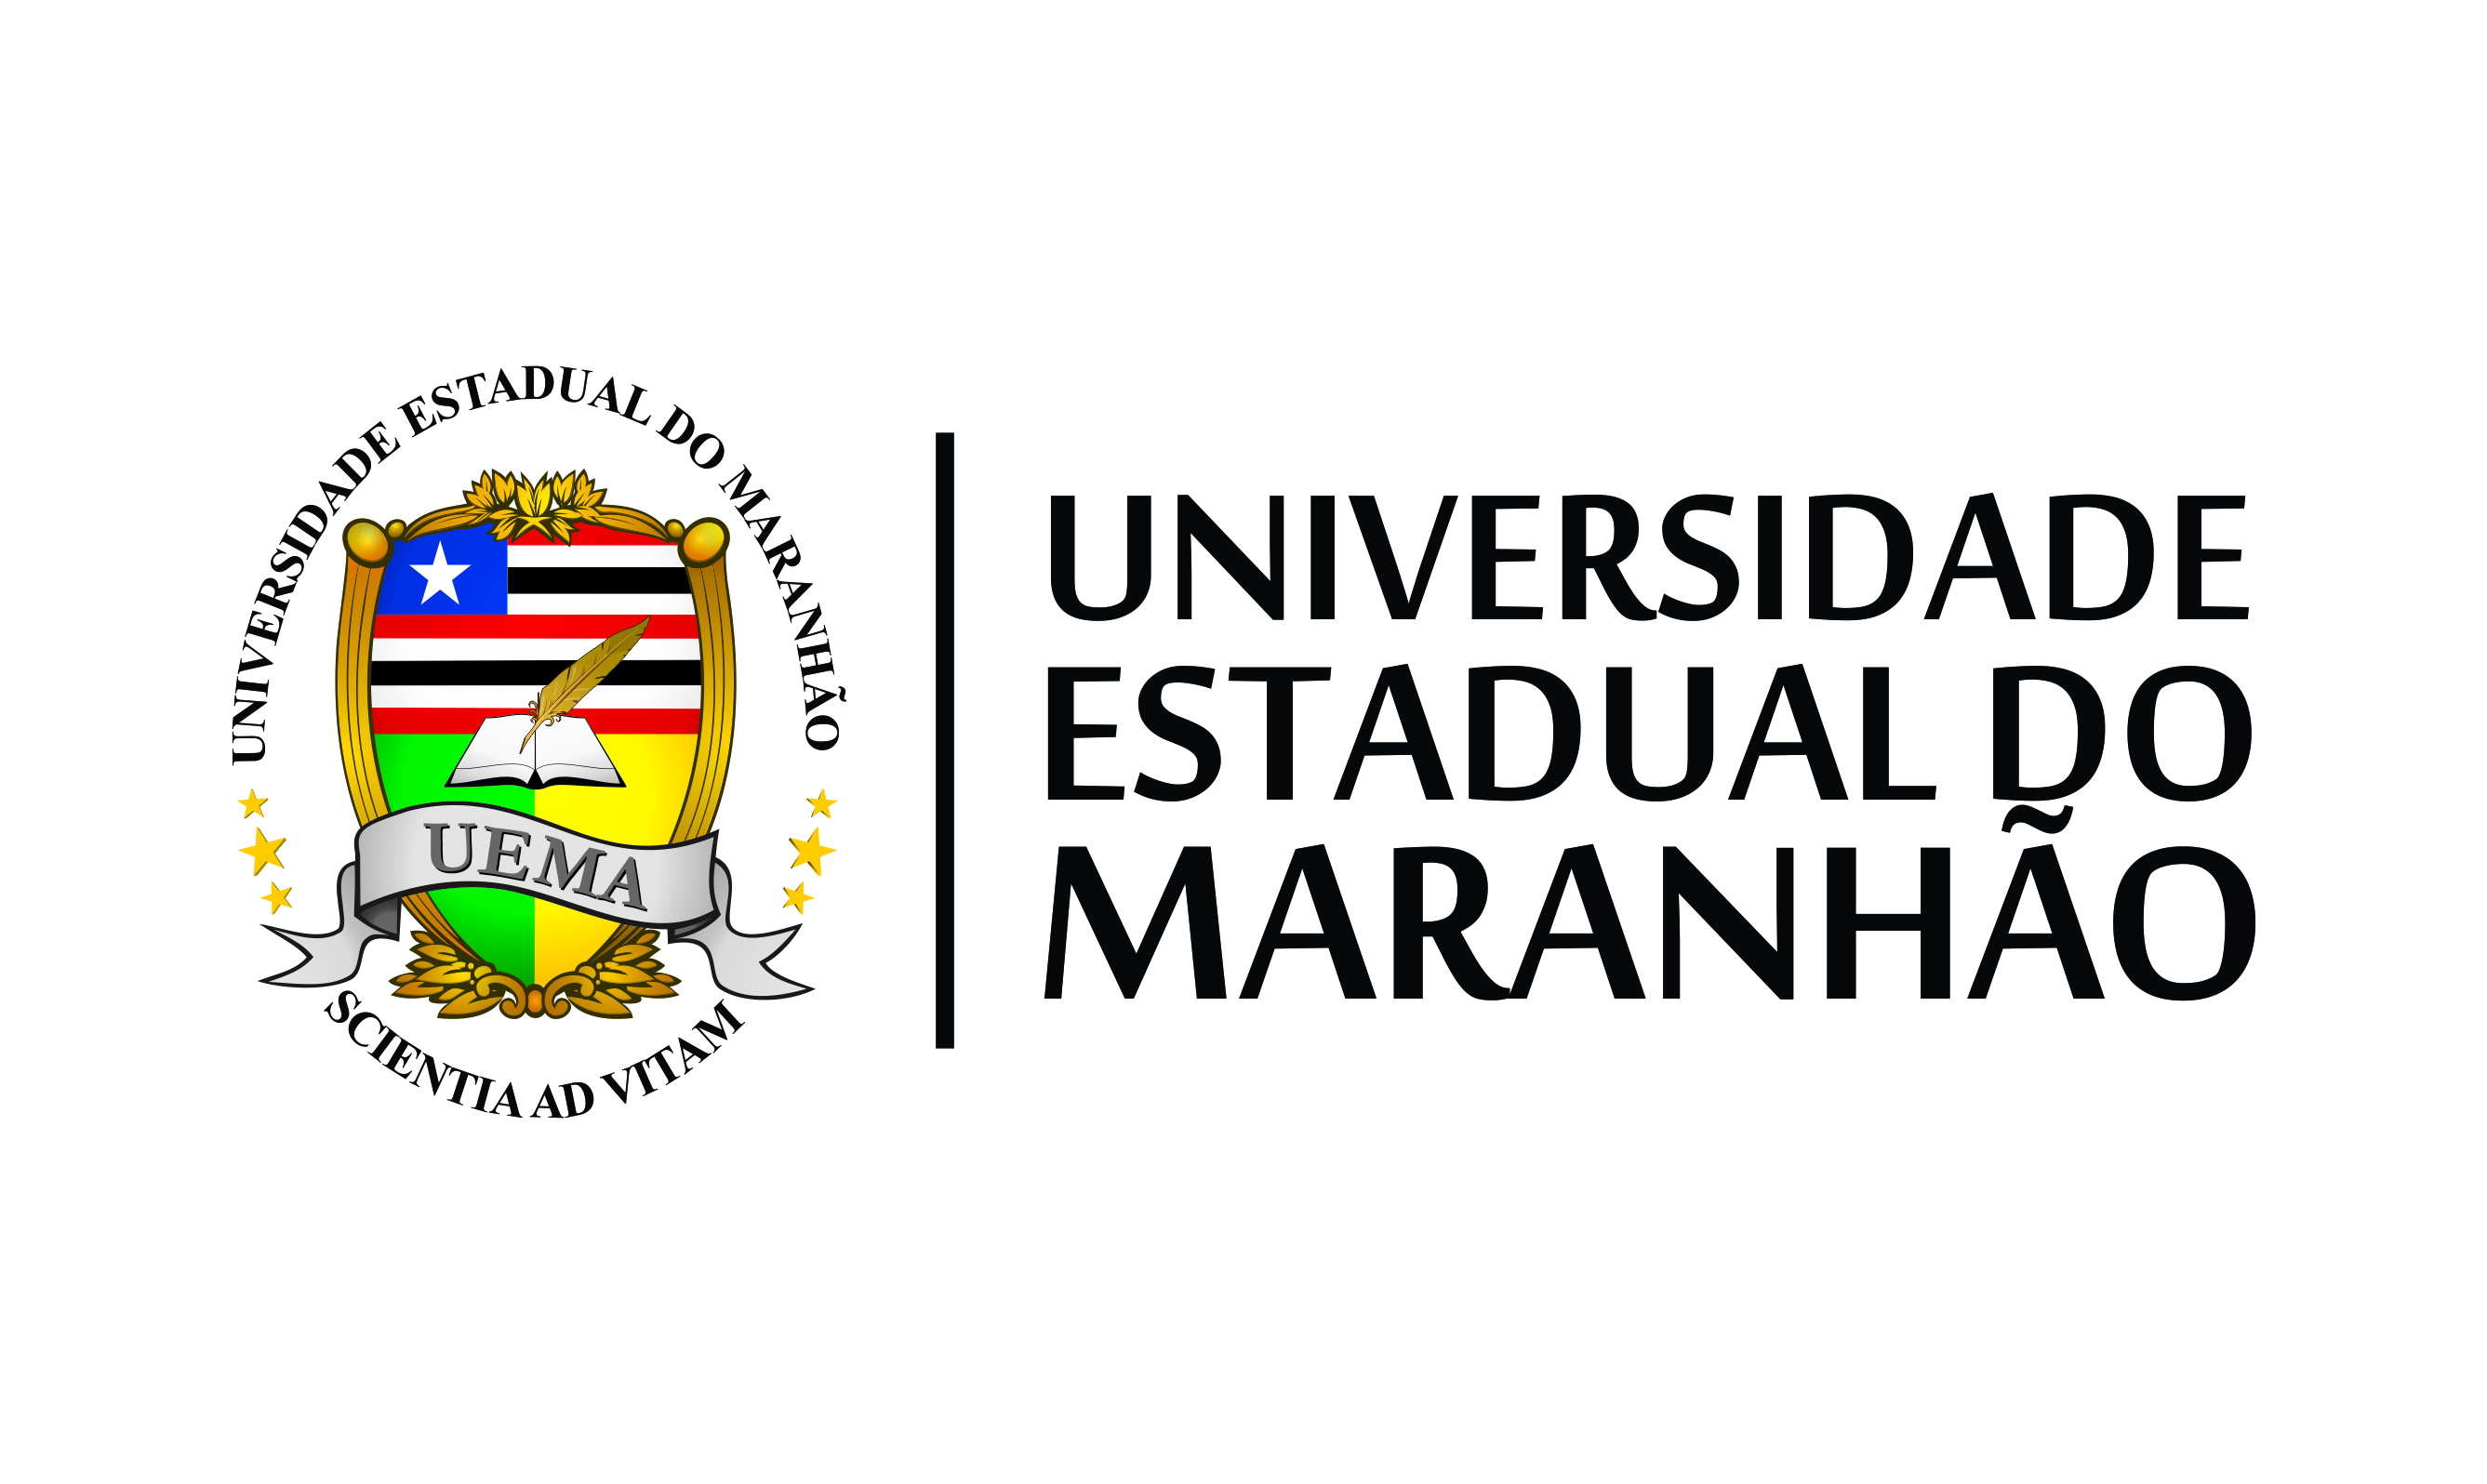 UNIVERSIDADE ESTADUAL DO MARANHÃO
UEMA
SCIENTIA AD VITAM
UNIVERSIDADE
ESTADUAL DO
MARANHÃO